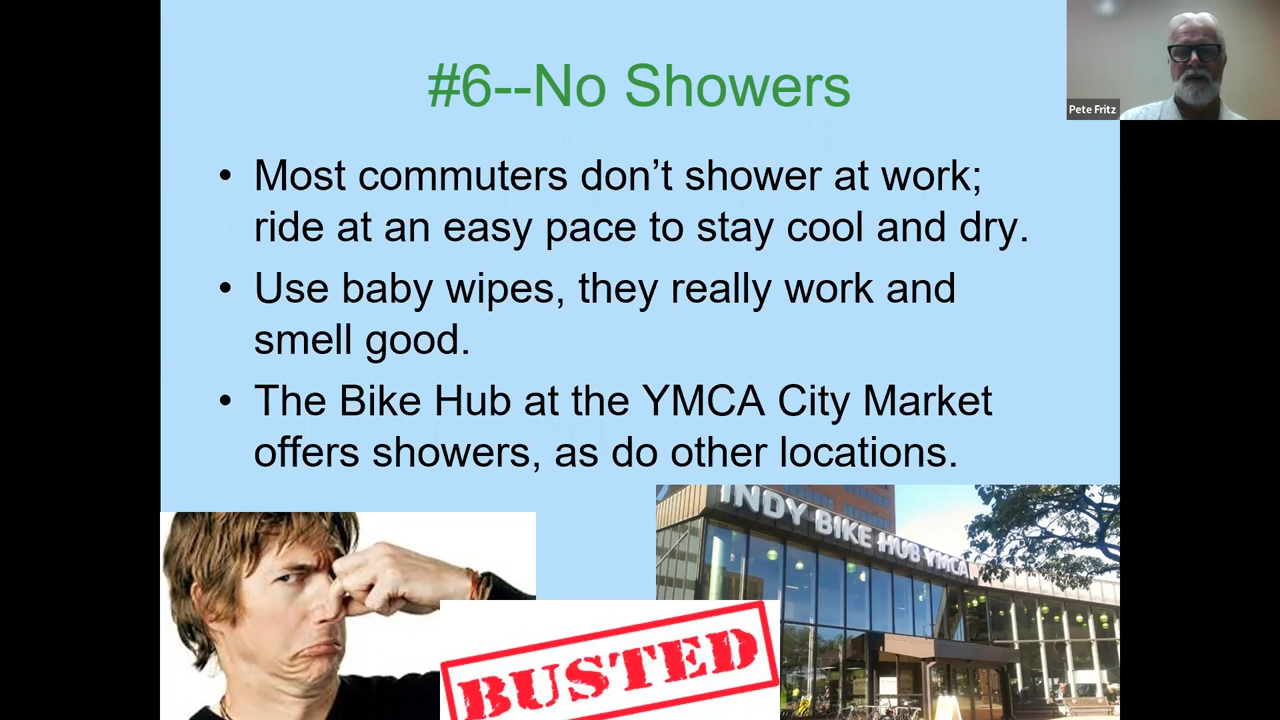 #6--No Showers
Pete Fritz
• Most commuters don’t shower at work;
ride at an easy pace to stay cool and dry.
• Use baby wipes, they really work and
smell good.
• The Bike Hub at the YMCA City Market
offers showers, as do other locations.
INDY BIKE HUB YMCA
BUSTED